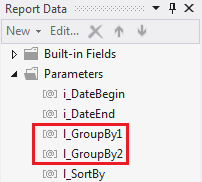 Report Data
New Edit...
Built-in Fields
Parameters
[@] i_DateBegin
[@] i_DateEnd
[@] I_GroupBy1
[@] I_GroupBy2
[@] I_SortBy